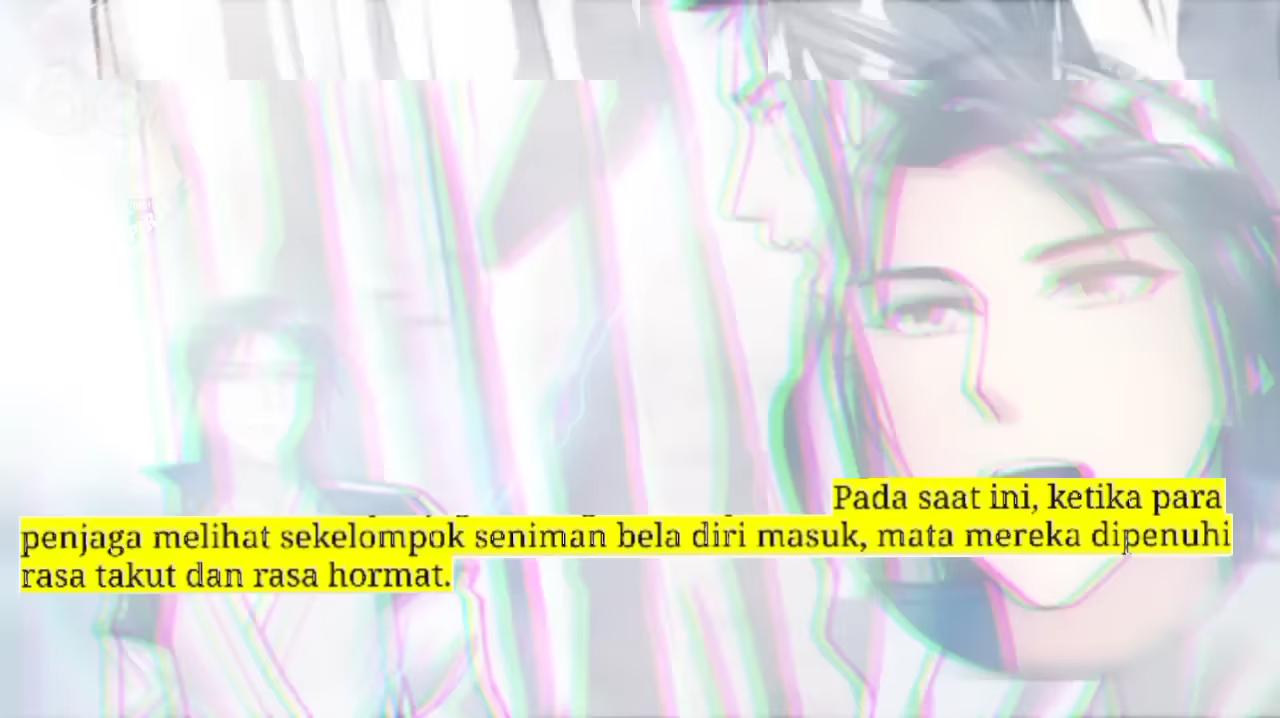 Pada saat ini, ketika para
penjaga melihat sekelompok seniman bela diri masuk, mata mereka dipenuhi
rasa takut dan rasa hormat.